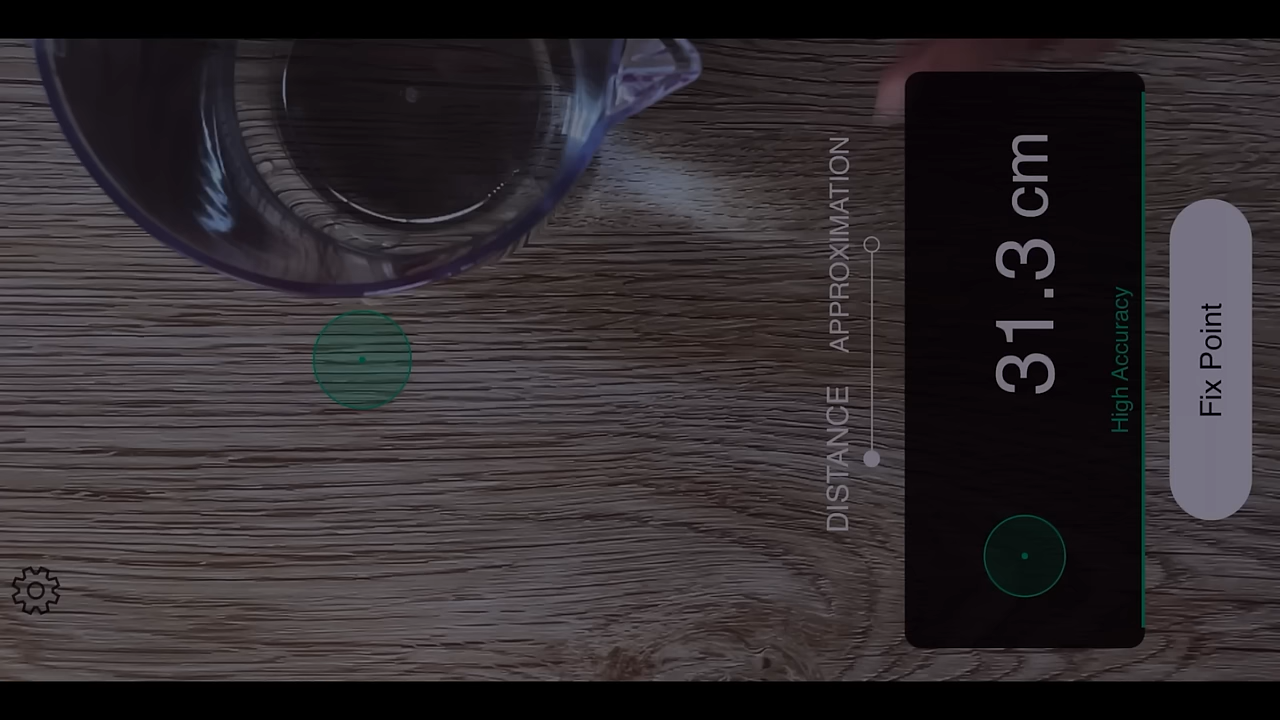 DISTANCE APPROXIMATION
31.3 cm
High Accuracy
Fix Point